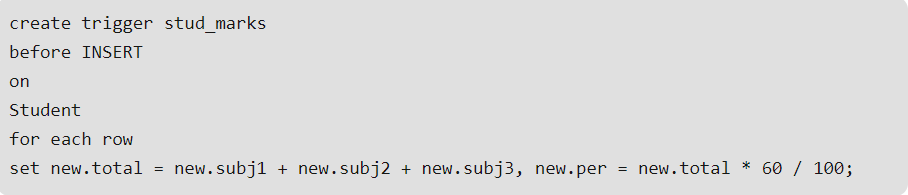 create trigger stud_marks
before INSERT
on
Student
for each row
set new.total = new.subj1 + new.subj2 + new.subj3, new.per = new.total * 60 / 100;